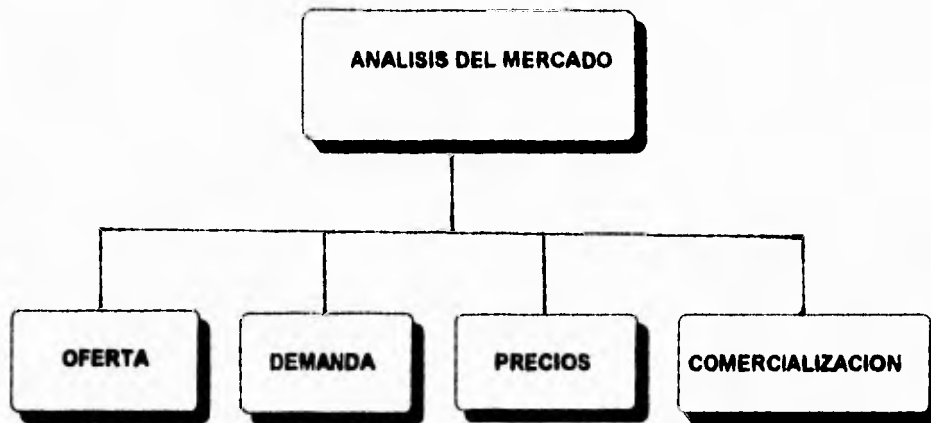 ANALISIS DEL MERCADO
OFERTA
DEMANDA
PRECIOS
COMERCIALIZACION